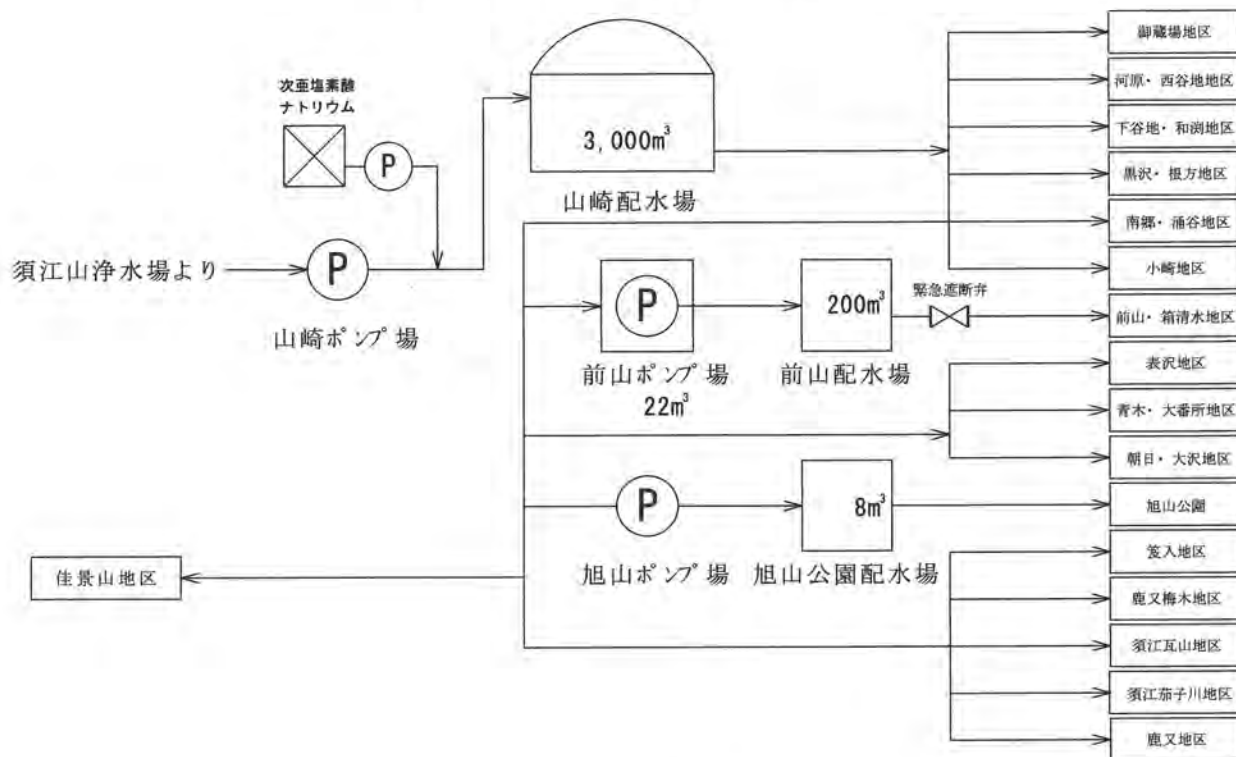 御蔵場地区
河原・西谷地地区
下谷地・和渕地区
黒沢・根方地区
南郷・涌谷地区
小崎地区
前山・箱清水地区
表沢地区
青木・大番所地区
朝日・大沢地区
旭山公園
笈入地区
鹿又梅木地区
須江瓦山地区
須江茄子川地区
鹿又地区
次亜塩素酸
ナトリウム
P
3,000m³
山崎配水場
須江山浄水場より
P
山崎ポンプ場
P
前山ポンプ場
22m³
200m³
前山配水場
緊急遮断弁
P
旭山ポンプ場
8m³
旭山公園配水場
佳景山地区